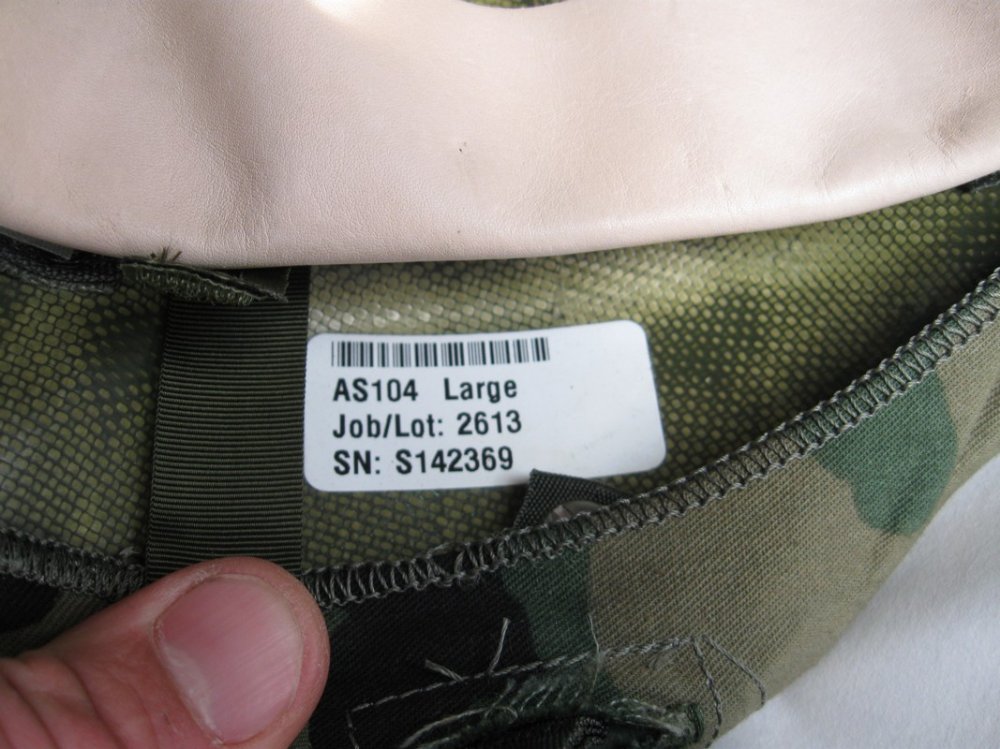 AS104 Large
Job/Lot: 2613
SN: S142369